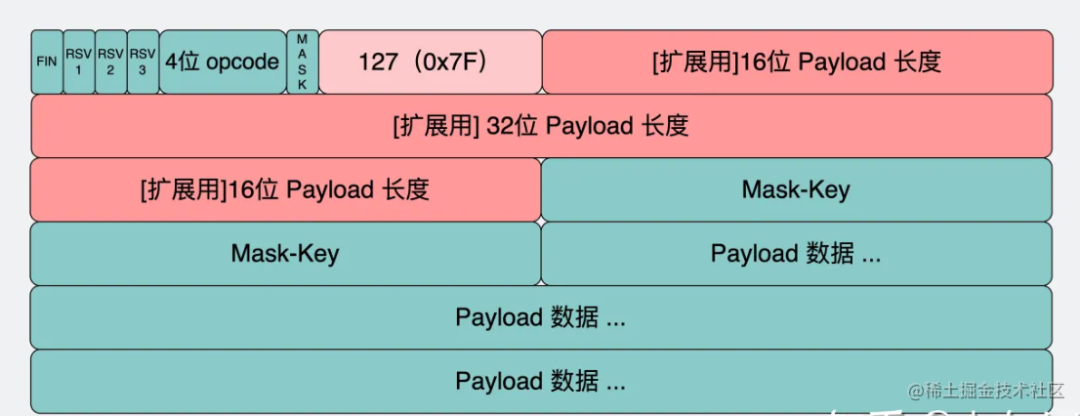 FIN RSV 1 RSV 2 RSV 3 4位 opcode MASK 127（0x7F） [扩展用]16位 Payload 长度
[扩展用] 32位 Payload 长度
[扩展用]16位 Payload 长度 Mask-Key
Mask-Key Payload 数据 ...
Payload 数据 ...
Payload 数据 ...
@稀土掘金技术社区